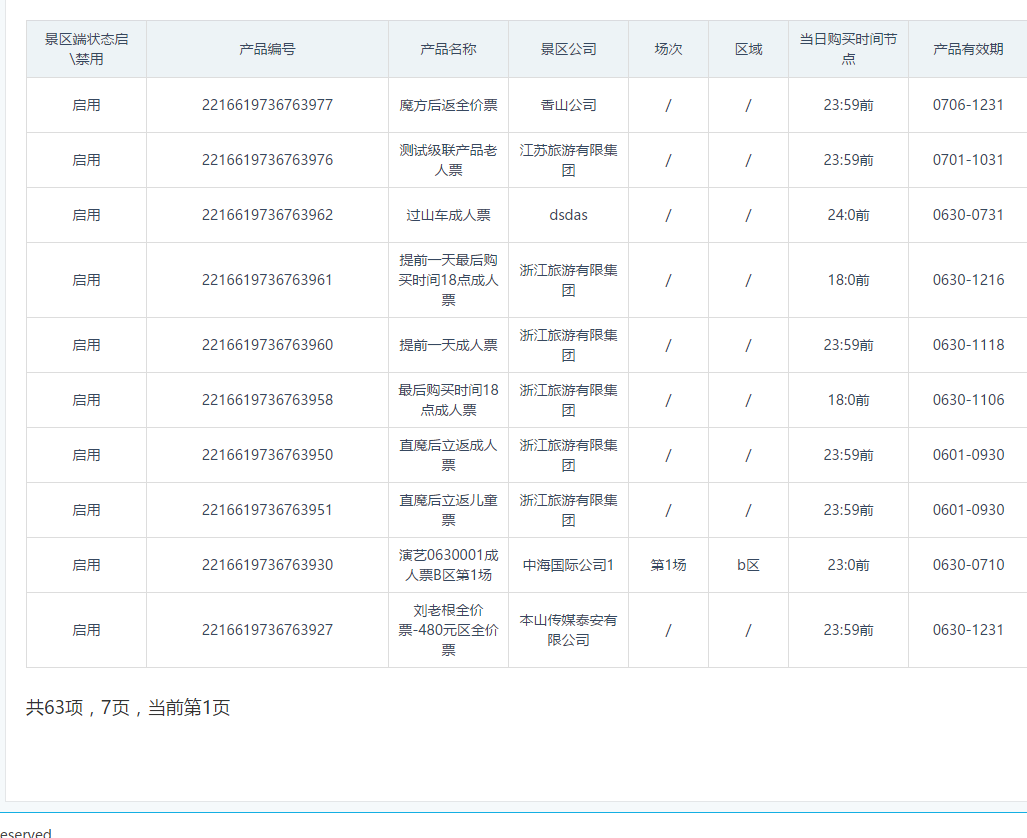 景区端状态启\禁用 产品编号 产品名称 景区公司 场次 区域 当日购买时间节点 产品有效期
启用 2216619736763977 魔方后返全价票 香山公司 / / 23:59前 0706-1231
启用 2216619736763976 测试级联产品老人票 江苏旅游有限集团 / / 23:59前 0701-1031
启用 2216619736763962 过山车成人票 dsdas / / 24:0前 0630-0731
启用 2216619736763961 提前一天最后购买时间18点成人票 浙江旅游有限集团 / / 18:0前 0630-1216
启用 2216619736763960 提前一天成人票 浙江旅游有限集团 / / 23:59前 0630-1118
启用 2216619736763958 最后购买时间18点成人票 浙江旅游有限集团 / / 18:0前 0630-1106
启用 2216619736763950 直魔后立返成人票 浙江旅游有限集团 / / 23:59前 0601-0930
启用 2216619736763951 直魔后立返儿童票 浙江旅游有限集团 / / 23:59前 0601-0930
启用 2216619736763930 演艺0630001成人票B区第1场 中海国际公司1 第1场 b区 23:0前 0630-0710
启用 2216619736763927 刘老根全价票-480元区全价票 本山传媒泰安有限公司 / / 23:59前 0630-1231
共63项，7页，当前第1页
eserved